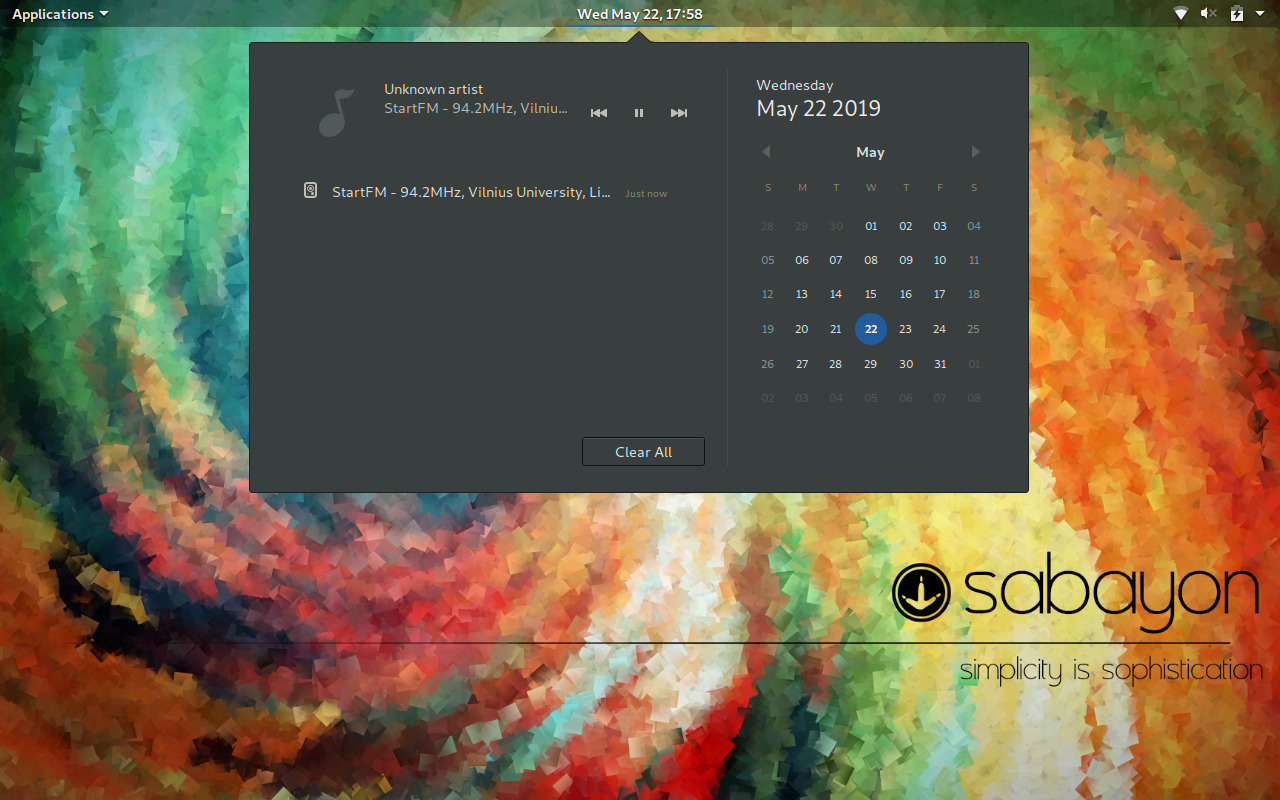 Applications
Wed May 22, 17:58
Unknown artist
StartFM - 94.2MHz, Vilniu...
StartFM - 94.2MHz, Vilnius University, Li... Just now
Clear All
Wednesday
May 22 2019
May
S M T W T F S
28 29 30 01 02 03 04
05 06 07 08 09 10 11
12 13 14 15 16 17 18
19 20 21 22 23 24 25
26 27 28 29 30 31 01
02 03 04 05 06 07 08
sabayon
simplicity is sophistication